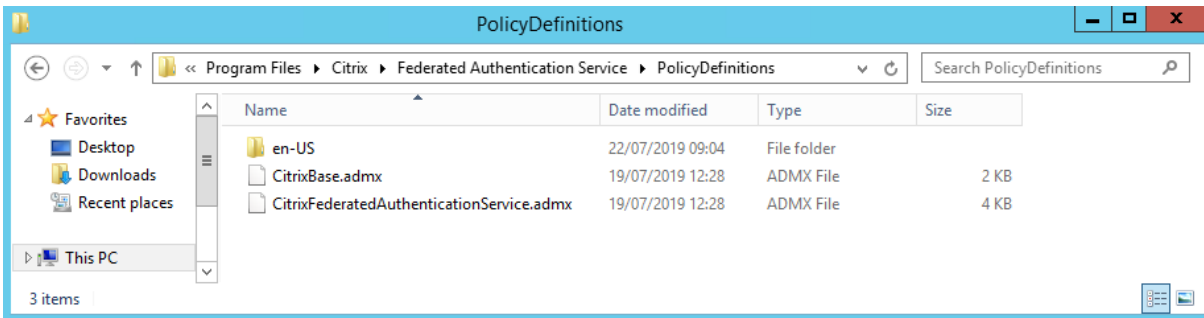 PolicyDefinitions
« Program Files Citrix Federated Authentication Service PolicyDefinitions Search PolicyDefinitions
Favorites Name Date modified Type Size
Desktop en-US 22/07/2019 09:04 File folder
Downloads CitrixBase.admx 19/07/2019 12:28 ADMX File 2 KB
Recent places CitrixFederatedAuthenticationService.admx 19/07/2019 12:28 ADMX File 4 KB
This PC
3 items